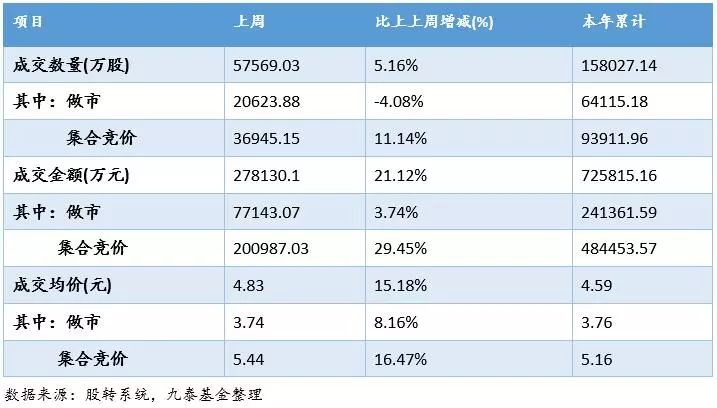 项目 上周 比上上周增减(%) 本年累计
成交数量(万股) 57569.03 5.16% 158027.14
其中：做市 20623.88 -4.08% 64115.18
集合竞价 36945.15 11.14% 93911.96
成交金额(万元) 278130.1 21.12% 725815.16
其中：做市 77143.07 3.74% 241361.59
集合竞价 200987.03 29.45% 484453.57
成交均价(元) 4.83 15.18% 4.59
其中：做市 3.74 8.16% 3.76
集合竞价 5.44 16.47% 5.16
数据来源：股转系统，九泰基金整理